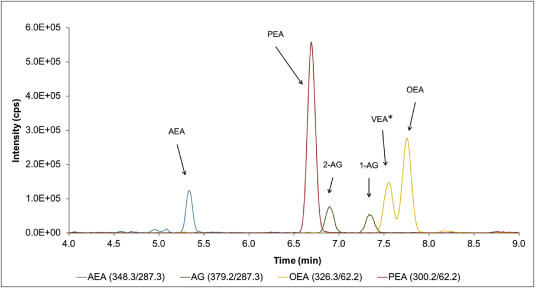 6.0E+05
5.0E+05
4.0E+05
3.0E+05
2.0E+05
1.0E+05
0.0E+00
Intensity (cps)
PEA
AEA
2-AG
1-AG
VEA*
OEA
4.0 4.5 5.0 5.5 6.0 6.5 7.0 7.5 8.0 8.5 9.0
Time (min)
AEA (348.3/287.3) AG (379.2/287.3) OEA (326.3/62.2) PEA (300.2/62.2)